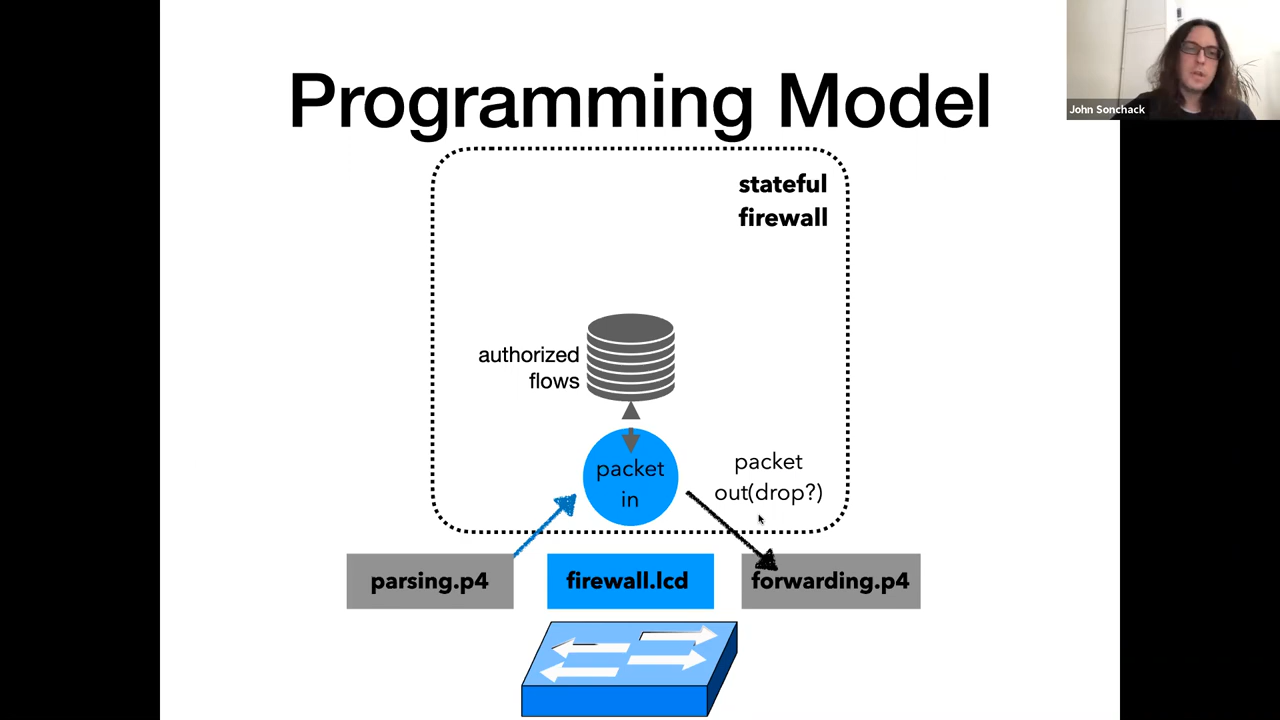 Programming Model
John Sonchack
stateful
firewall
authorized
flows
packet
in
packet
out(drop?)
parsing.p4
firewall.lcd
forwarding.p4